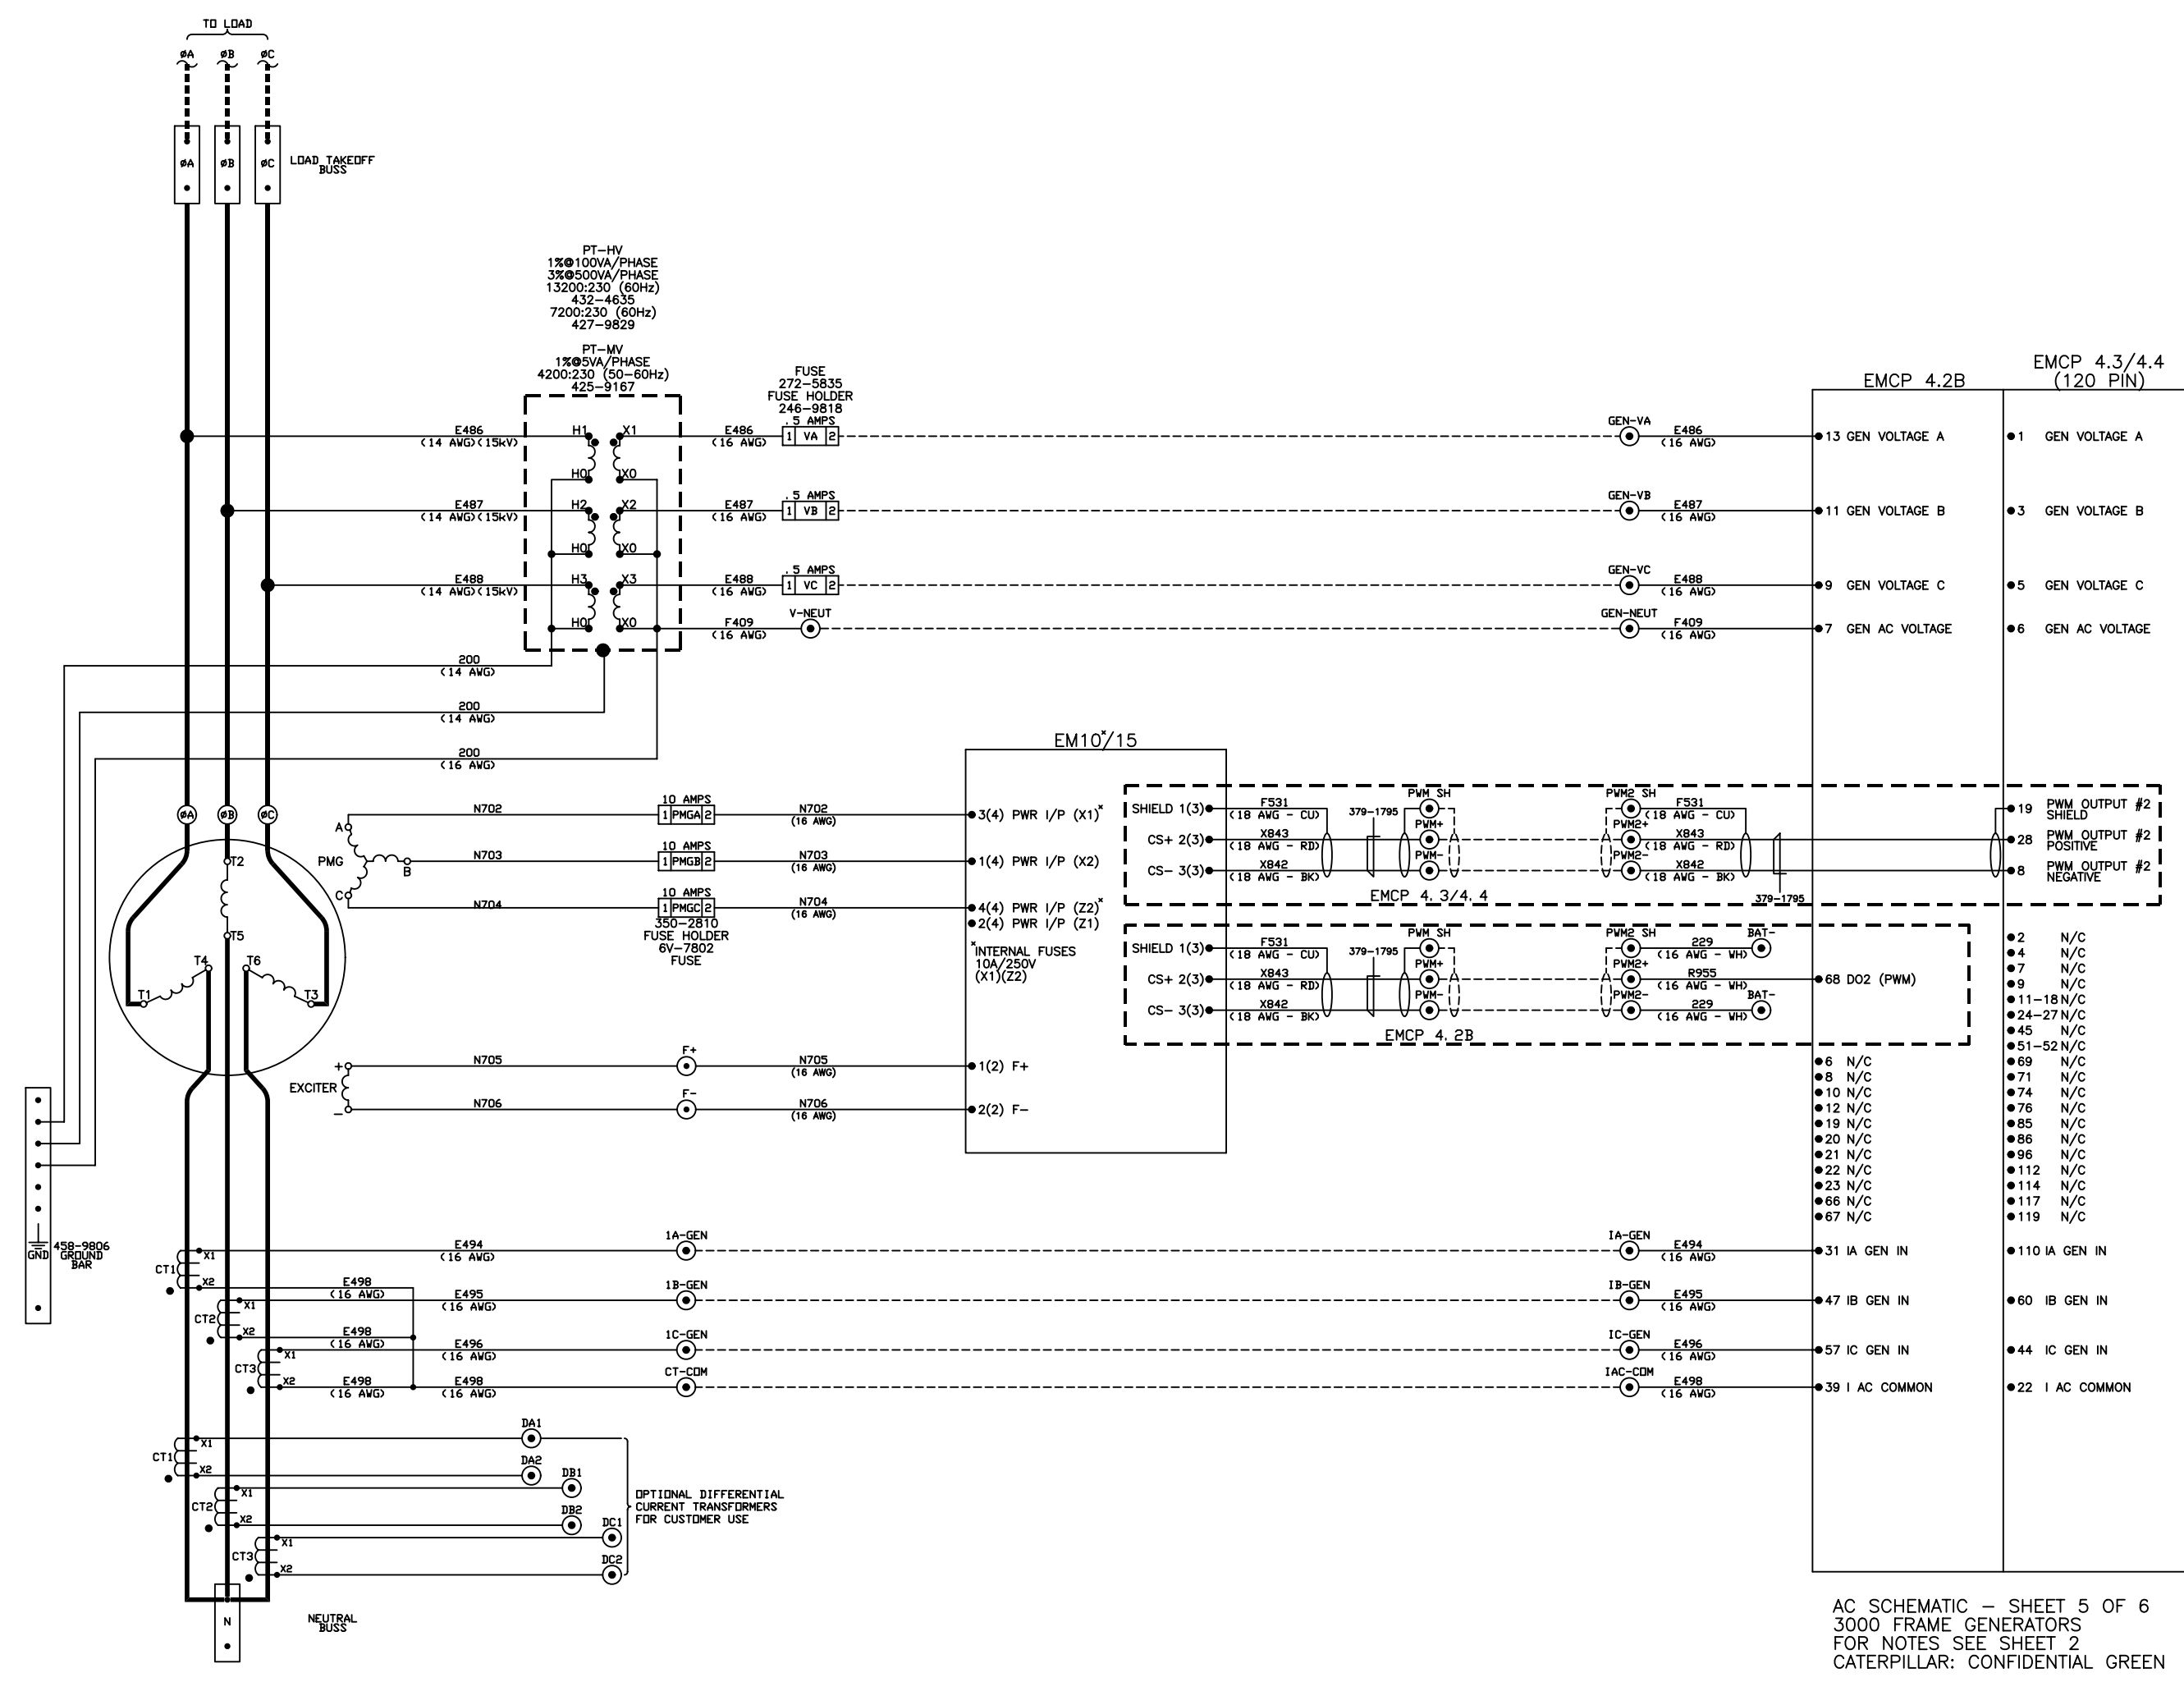 TO LOAD
ØA ØB ØC
ØA ØB ØC
LOAD TAKEOFF
BUSS
PT-HV
1%@100VA/PHASE
3%@500VA/PHASE
13200:230 (60Hz)
432-4635
7200:230 (60Hz)
427-9829
PT-MV
1%@5VA/PHASE
4200:230 (50-60Hz)
425-9167
FUSE
272-5835
FUSE HOLDER
246-9818
EMCP 4.2B
EMCP 4.3/4.4
(120 PIN)
E486
(14 AWG)(15kV)
H1 X1
H0 X0
E486
(16 AWG)
.5 AMPS
1 VA 2
GEN-VA
E486
(16 AWG)
13 GEN VOLTAGE A
1 GEN VOLTAGE A
E487
(14 AWG)(15kV)
H2 X2
H0 X0
E487
(16 AWG)
.5 AMPS
1 VB 2
GEN-VB
E487
(16 AWG)
11 GEN VOLTAGE B
3 GEN VOLTAGE B
E488
(14 AWG)(15kV)
H3 X3
H0 X0
E488
(16 AWG)
.5 AMPS
1 VC 2
GEN-VC
E488
(16 AWG)
9 GEN VOLTAGE C
5 GEN VOLTAGE C
F409
(16 AWG)
V-NEUT
GEN-NEUT
F409
(16 AWG)
7 GEN AC VOLTAGE
6 GEN AC VOLTAGE
200
(14 AWG)
200
(14 AWG)
200
(16 AWG)
ØA ØB ØC
T2
T5
T4 T6
T1 T3
PMG
A
B
C
N702
10 AMPS
1 PMGA 2
N702
(16 AWG)
N703
10 AMPS
1 PMGB 2
N703
(16 AWG)
N704
10 AMPS
1 PMGC 2
N704
(16 AWG)
350-2810
FUSE HOLDER
6V-7802
FUSE
EM10*/15
3(4) PWR I/P (X1)*
1(4) PWR I/P (X2)
4(4) PWR I/P (Z2)*
2(4) PWR I/P (Z1)
*INTERNAL FUSES
10A/250V
(X1)(Z2)
SHIELD 1(3)
F531
(18 AWG - CU)
CS+ 2(3)
X843
(18 AWG - RD)
CS- 3(3)
X842
(18 AWG - BK)
379-1795
PWM SH
PWM+
PWM-
PWM2 SH
PWM2+
PWM2-
F531
(18 AWG - CU)
X843
(18 AWG - RD)
X842
(18 AWG - BK)
379-1795
EMCP 4.3/4.4
19 PWM OUTPUT #2
SHIELD
28 PWM OUTPUT #2
POSITIVE
8 PWM OUTPUT #2
NEGATIVE
SHIELD 1(3)
F531
(18 AWG - CU)
CS+ 2(3)
X843
(18 AWG - RD)
CS- 3(3)
X842
(18 AWG - BK)
379-1795
PWM SH
PWM+
PWM-
PWM2 SH
PWM2+
PWM2-
229
(16 AWG - WH)
BAT-
R955
(16 AWG - WH)
229
(16 AWG - WH)
BAT-
EMCP 4.2B
68 DO2 (PWM)
2 N/C
4 N/C
7 N/C
9 N/C
11-18 N/C
24-27 N/C
45 N/C
51-52 N/C
69 N/C
71 N/C
74 N/C
76 N/C
85 N/C
86 N/C
96 N/C
112 N/C
114 N/C
117 N/C
119 N/C
6 N/C
8 N/C
10 N/C
12 N/C
19 N/C
20 N/C
21 N/C
22 N/C
23 N/C
66 N/C
67 N/C
EXCITER
+
-
N705
F+
N705
(16 AWG)
1(2) F+
N706
F-
N706
(16 AWG)
2(2) F-
GND
458-9806
GROUND
BAR
CT1
X1
X2
E494
(16 AWG)
1A-GEN
IA-GEN
E494
(16 AWG)
31 IA GEN IN
110 IA GEN IN
E498
(16 AWG)
CT2
X1
X2
E495
(16 AWG)
1B-GEN
IB-GEN
E495
(16 AWG)
47 IB GEN IN
60 IB GEN IN
E498
(16 AWG)
CT3
X1
X2
E496
(16 AWG)
1C-GEN
IC-GEN
E496
(16 AWG)
57 IC GEN IN
44 IC GEN IN
E498
(16 AWG)
E498
(16 AWG)
CT-COM
IAC-COM
E498
(16 AWG)
39 I AC COMMON
22 I AC COMMON
CT1
X1
X2
DA1
DA2
CT2
X1
X2
DB1
DB2
CT3
X1
X2
DC1
DC2
OPTIONAL DIFFERENTIAL
CURRENT TRANSFORMERS
FOR CUSTOMER USE
N
NEUTRAL
BUSS
AC SCHEMATIC - SHEET 5 OF 6
3000 FRAME GENERATORS
FOR NOTES SEE SHEET 2
CATERPILLAR: CONFIDENTIAL GREEN